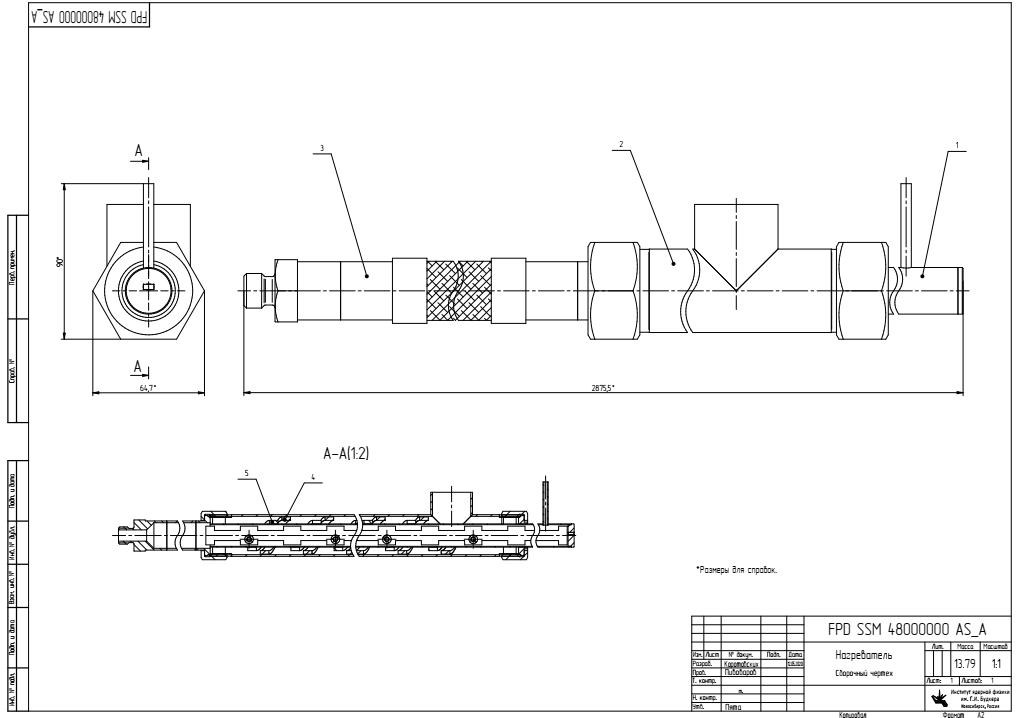 FPD SSM 48000000 AS_A
A
3
2
1
90*
A
64,7*
2875,5*
A-A(1:2)
5
4
*Размеры для справок.
Перв. примен.
Справ. №
Подп. и дата
Инв. № дубл.
Взам. инв. №
Подп. и дата
Инв. № подл.
FPD SSM 48000000 AS_A
Изм. Лист № докум. Подп. Дата
Разраб.
Пров. Пивоваров
Т. контр.
Н. контр.
Утв. Пята
Нагреватель
Сборочный чертеж
Лит. Масса Масштаб
13.79 1:1
Лист 1 Листов 1
Институт ядерной физики
им. Г.И. Будкера
Новосибирск, Россия
Копировал Формат А2